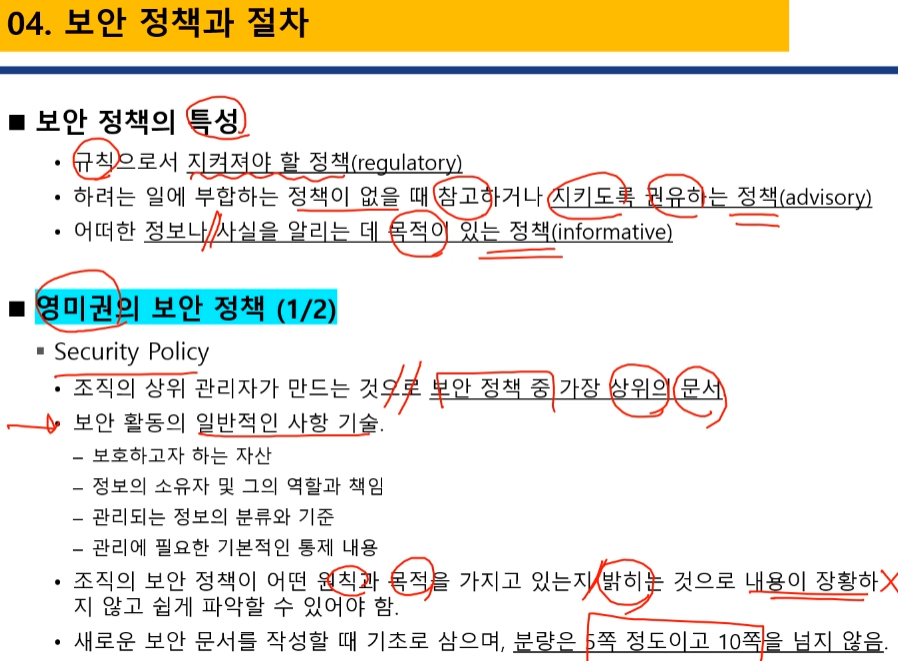 04. 보안 정책과 절차
■ 보안 정책의 특성
• 규칙으로서 지켜져야 할 정책(regulatory)
• 하려는 일에 부합하는 정책이 없을 때 참고하거나 지키도록 권유하는 정책(advisory)
• 어떠한 정보나 사실을 알리는 데 목적이 있는 정책(informative)
■ 영미권의 보안 정책 (1/2)
▪ Security Policy
• 조직의 상위 관리자가 만드는 것으로 보안 정책 중 가장 상위의 문서
• 보안 활동의 일반적인 사항 기술.
– 보호하고자 하는 자산
– 정보의 소유자 및 그의 역할과 책임
– 관리되는 정보의 분류와 기준
– 관리에 필요한 기본적인 통제 내용
• 조직의 보안 정책이 어떤 원칙과 목적을 가지고 있는지 밝히는 것으로 내용이 장황하
지 않고 쉽게 파악할 수 있어야 함.
• 새로운 보안 문서를 작성할 때 기초로 삼으며, 분량은 5쪽 정도이고 10쪽을 넘지 않음.